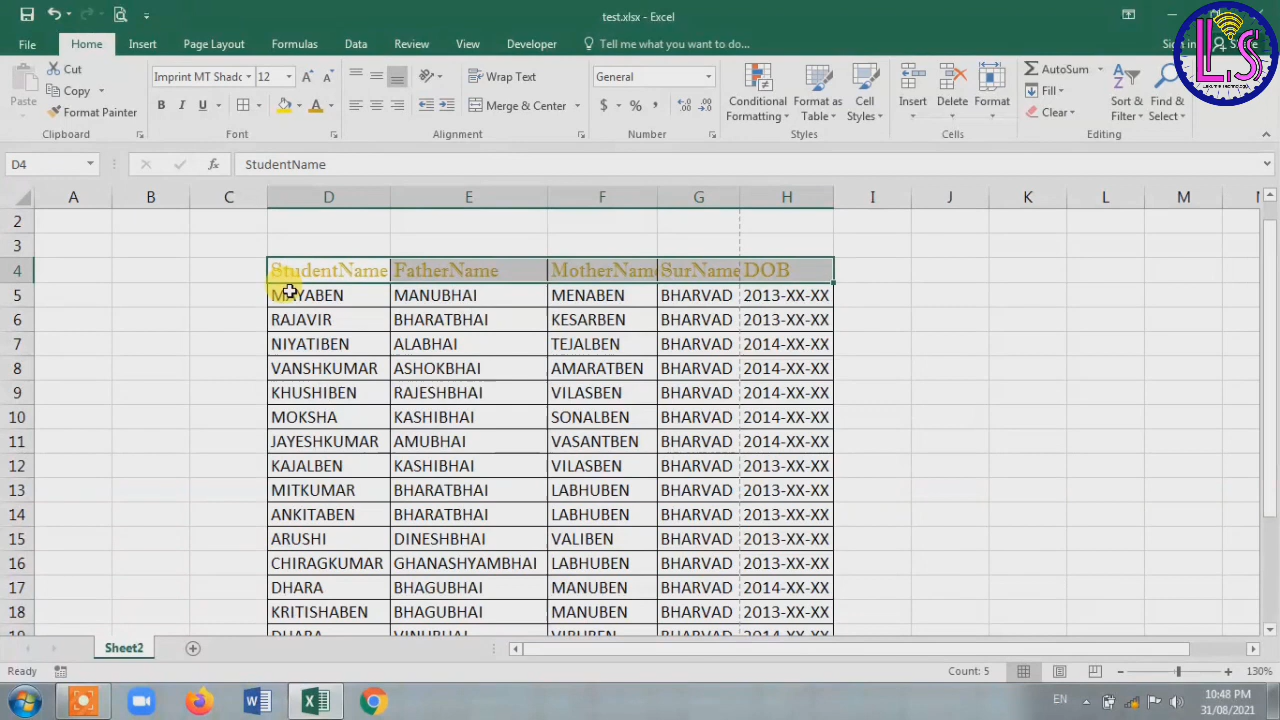 test.xlsx - Excel
File Home Insert Page Layout Formulas Data Review View Developer Tell me what you want to do Sign in
L.S
Cut
Copy
Format Painter
Paste
Clipboard
Imprint MT Shadc 12
B I U
Font
Wrap Text
Merge & Center
Alignment
General
$ % ,
Number
Conditional Formatting
Format as Table
Cell Styles
Styles
Insert Delete Format
Cells
AutoSum
Fill
Clear
Sort & Filter
Find & Select
Editing
D4 fx StudentName
A B C D E F G H I J K L M
2
3
4 StudentName FatherName MotherName SurName DOB
5 MAYABEN MANUBHAI MENABEN BHARVAD 2013-XX-XX
6 RAJAVIR BHARATBHAI KESARBEN BHARVAD 2013-XX-XX
7 NIYATIBEN ALABHAI TEJALBEN BHARVAD 2014-XX-XX
8 VANSHKUMAR ASHOKBHAI AMARATBEN BHARVAD 2014-XX-XX
9 KHUSHIBEN RAJESHBHAI VILASBEN BHARVAD 2014-XX-XX
10 MOKSHA KASHIBHAI SONALBEN BHARVAD 2014-XX-XX
11 JAYESHKUMAR AMUBHAI VASANTBEN BHARVAD 2014-XX-XX
12 KAJALBEN KASHIBHAI VILASBEN BHARVAD 2013-XX-XX
13 MITKUMAR BHARATBHAI LABHUBEN BHARVAD 2013-XX-XX
14 ANKITABEN BHARATBHAI LABHUBEN BHARVAD 2013-XX-XX
15 ARUSHI DINESHBHAI VALIBEN BHARVAD 2013-XX-XX
16 CHIRAGKUMAR GHANASHYAMBHAI LABHUBEN BHARVAD 2013-XX-XX
17 DHARA BHAGUBHAI MANUBEN BHARVAD 2014-XX-XX
18 KRITISHABEN BHAGUBHAI MANUBEN BHARVAD 2013-XX-XX
Sheet2
Ready Count: 5 130%
EN 10:48 PM
31/08/2021